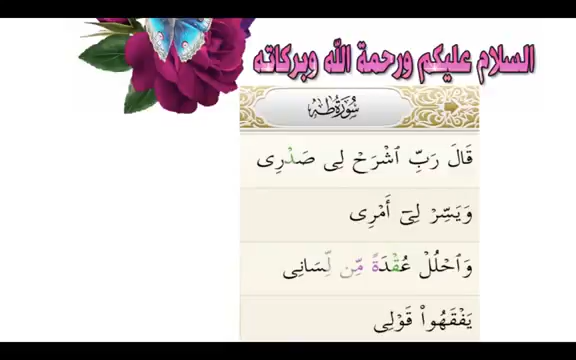 السلام عليكم ورحمة الله وبركاته
سُورَةُ طه
قَالَ رَبِّ ٱشْرَحْ لِى صَدْرِى
وَيَسِّرْ لِىٓ أَمْرِى
وَٱحْلُلْ عُقْدَةً مِّن لِّسَانِى
يَفْقَهُوا۟ قَوْلِى